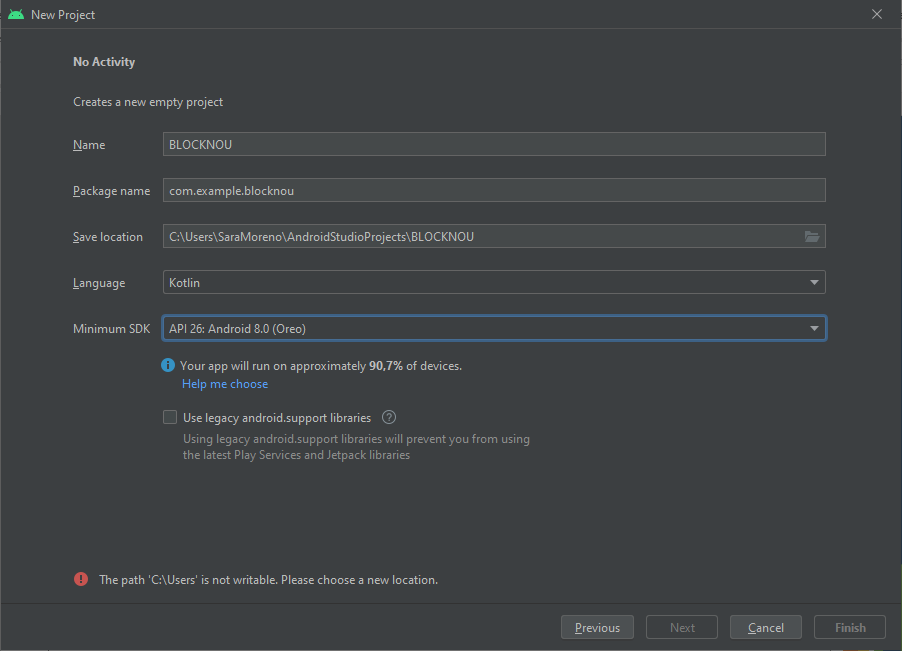 New Project
No Activity
Creates a new empty project
Name
BLOCKNOU
Package name
com.example.blocknou
Save location
C:\Users\SaraMoreno\AndroidStudioProjects\BLOCKNOU
Language
Kotlin
Minimum SDK
API 26: Android 8.0 (Oreo)
Your app will run on approximately 90,7% of devices.
Help me choose
Use legacy android.support libraries
Using legacy android.support libraries will prevent you from using
the latest Play Services and Jetpack libraries
The path 'C:\Users' is not writable. Please choose a new location.
Previous
Next
Cancel
Finish